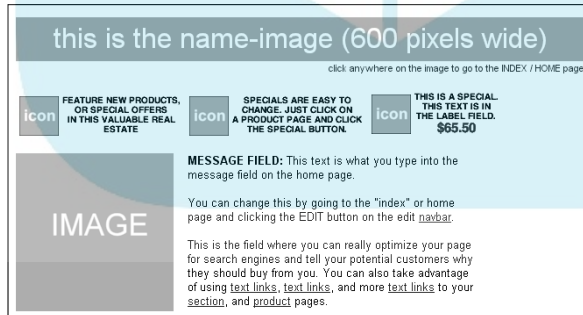 this is the name-image (600 pixels wide)
click anywhere on the image to go to the INDEX / HOME page
icon
FEATURE NEW PRODUCTS,
OR SPECIAL OFFERS
IN THIS VALUABLE REAL
ESTATE
icon
SPECIALS ARE EASY TO
CHANGE. JUST CLICK ON
A PRODUCT PAGE AND CLICK
THE SPECIAL BUTTON.
icon
THIS IS A SPECIAL.
THIS TEXT IS IN
THE LABEL FIELD.
$65.50
IMAGE
MESSAGE FIELD: This text is what you type into the
message field on the home page.
You can change this by going to the "index" or home
page and clicking the EDIT button on the edit navbar.
This is the field where you can really optimize your page
for search engines and tell your potential customers why
they should buy from you. You can also take advantage
of using text links, text links, and more text links to your
section, and product pages.